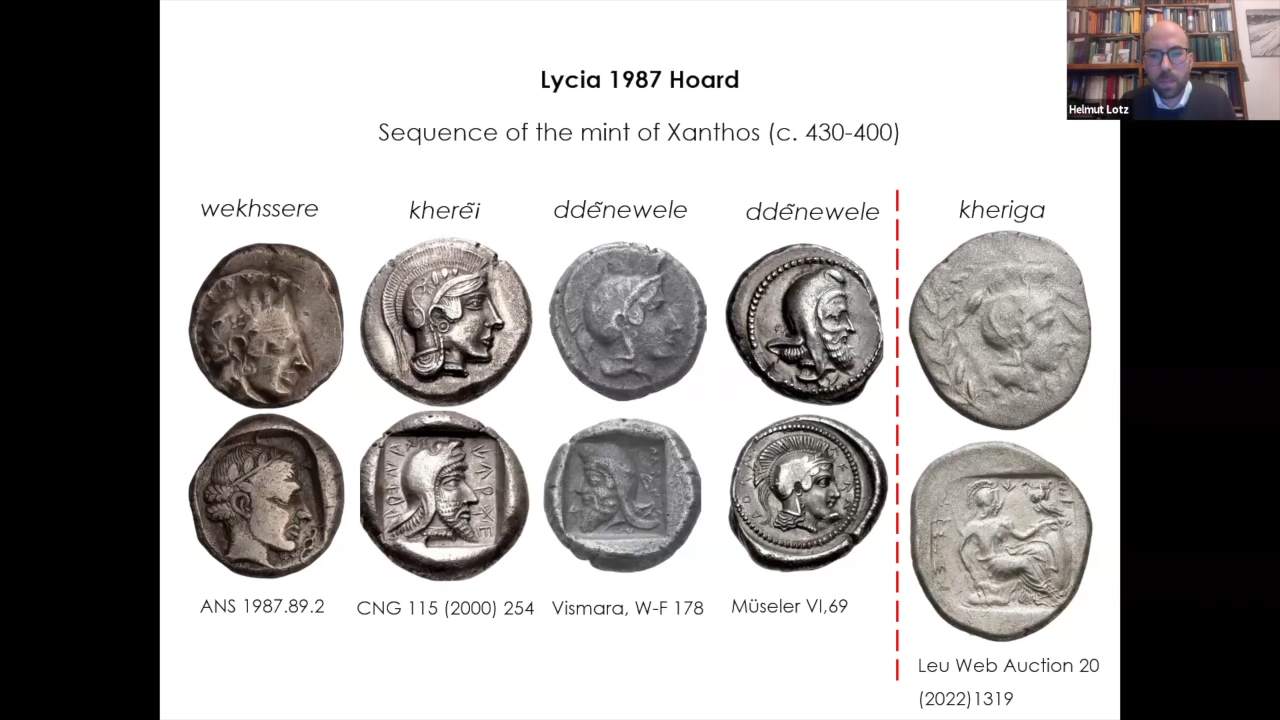 Lycia 1987 Hoard
Helmut Lotz
Sequence of the mint of Xanthos (c. 430-400)
wekhssere kherẽi ddẽnewele ddẽnewele kheriga
ANS 1987.89.2 CNG 115 (2000) 254 Vismara, W-F 178 Müseler VI,69
Leu Web Auction 20
(2022)1319